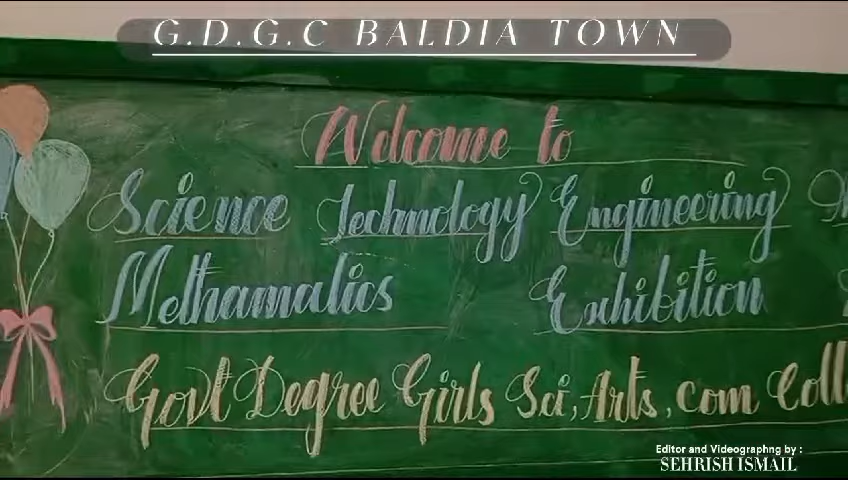 G.D.G.C BALDIA TOWN
Welcome to
Science Technology Engineering
Methamatics Exhibition
Govt Degree Girls Sci, Arts, com Coll
Editor and Videographng by :
SEHRISH ISMAIL